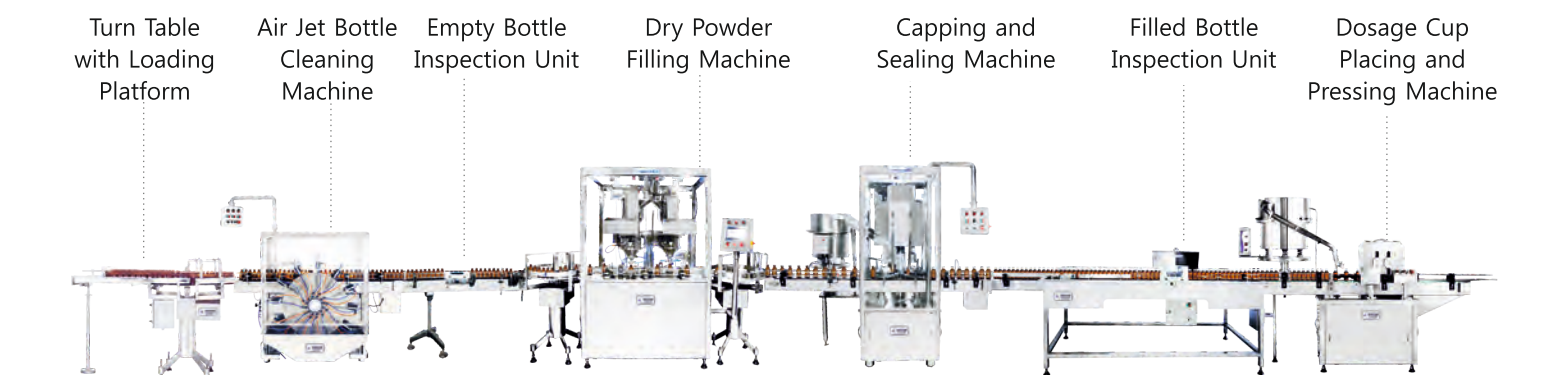 Turn Table
with Loading
Platform
Air Jet Bottle
Cleaning
Machine
Empty Bottle
Inspection Unit
Dry Powder
Filling Machine
Capping and
Sealing Machine
Filled Bottle
Inspection Unit
Dosage Cup
Placing and
Pressing Machine